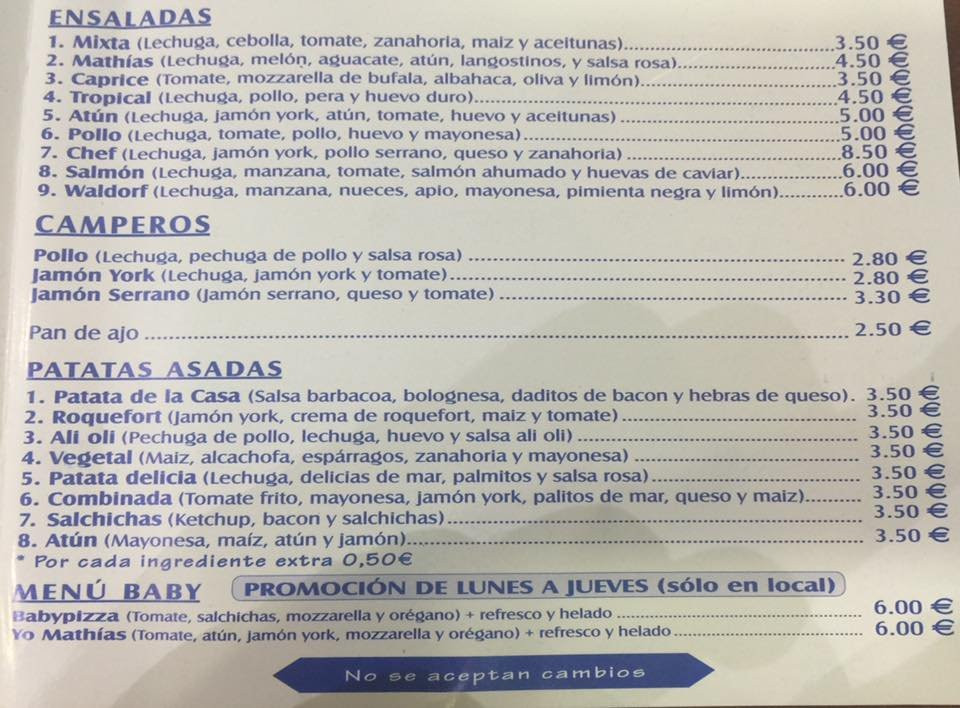 ENSALADAS
1. Mixta (Lechuga, cebolla, tomate, zanahoria, maiz y aceitunas)........3.50 €
2. Mathías (Lechuga, melón, aguacate, atún, langostinos, y salsa rosa)........4.50 €
3. Caprice (Tomate, mozzarella de bufala, albahaca, oliva y limón)........3.50 €
4. Tropical (Lechuga, pollo, pera y huevo duro)........4.50 €
5. Atún (Lechuga, jamón york, atún, tomate, huevo y aceitunas)........5.00 €
6. Pollo (Lechuga, tomate, pollo, huevo y mayonesa)........5.00 €
7. Chef (Lechuga, jamón york, pollo serrano, queso y zanahoria)........8.50 €
8. Salmón (Lechuga, manzana, tomate, salmón ahumado y huevas de caviar)........6.00 €
9. Waldorf (Lechuga, manzana, nueces, apio, mayonesa, pimienta negra y limón)........6.00 €
CAMPEROS
Pollo (Lechuga, pechuga de pollo y salsa rosa)........2.80 €
Jamón York (Lechuga, jamón york y tomate)........2.80 €
Jamón Serrano (Jamón serrano, queso y tomate)........3.30 €
Pan de ajo........2.50 €
PATATAS ASADAS
1. Patata de la Casa (Salsa barbacoa, bolognesa, daditos de bacon y hebras de queso). 3.50 €
2. Roquefort (Jamón york, crema de roquefort, maiz y tomate)........3.50 €
3. Ali oli (Pechuga de pollo, lechuga, huevo y salsa ali oli)........3.50 €
4. Vegetal (Maiz, alcachofa, espárragos, zanahoria y mayonesa)........3.50 €
5. Patata delicia (Lechuga, delicias de mar, palmitos y salsa rosa)........3.50 €
6. Combinada (Tomate frito, mayonesa, jamón york, palitos de mar, queso y maiz)........3.50 €
7. Salchichas (Ketchup, bacon y salchichas)........3.50 €
8. Atún (Mayonesa, maíz, atún y jamón)........3.50 €
* Por cada ingrediente extra 0,50€
MENÚ BABY PROMOCIÓN DE LUNES A JUEVES (sólo en local)
Babypizza (Tomate, salchichas, mozzarella y orégano) + refresco y helado........6.00 €
Yo Mathías (Tomate, atún, jamón york, mozzarella y orégano) + refresco y helado........6.00 €
No se aceptan cambios